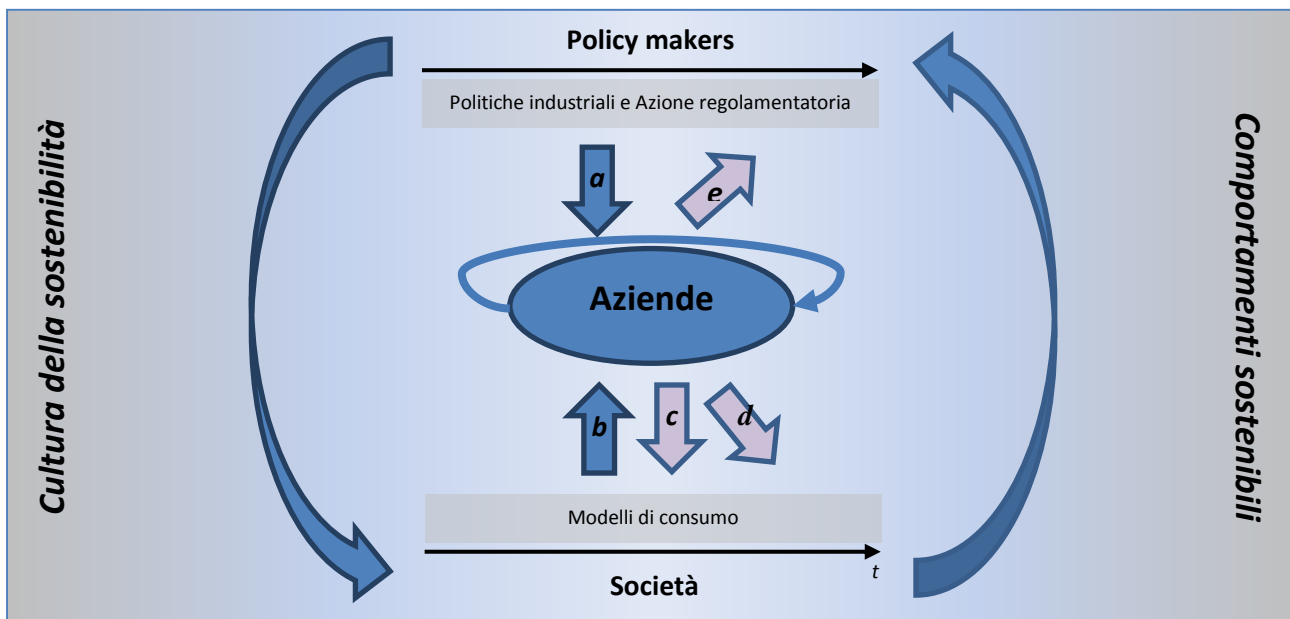 Policy makers
Politiche industriali e Azione regolamentatoria
Cultura della sostenibilità
Comportamenti sostenibili
a
e
Aziende
b
c
d
Modelli di consumo
t
Società